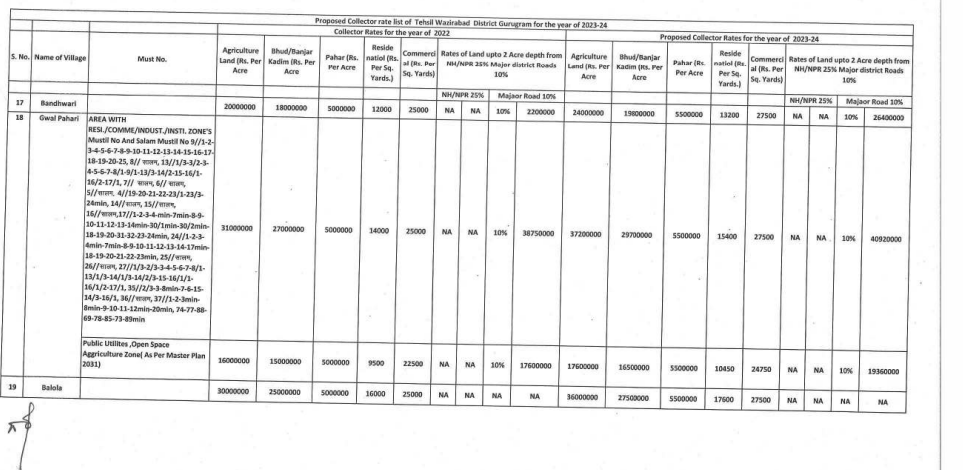 Proposed Collector rate list of Tehsil Wazirabad District Gurugram for the year of 2023-24
Collector Rates for the year of 2022 Proposed Collector Rates for the year of 2023-24
S. No. Name of Village Must No. Agriculture Land (Rs. Per Acre Bhud/Banjar Kadim (Rs. Per Acre Pahar (Rs. Per Acre Reside natiol (Rs. Per Sq. Yards.) Commerci al (Rs. Per Sq. Yards) Rates of Land upto 2 Acre depth from NH/NPR 25% Major district Roads 10% Agriculture Land (Rs. Per Acre Bhud/Banjar Kadim (Rs. Per Acre Pahar (Rs. Per Acre Reside natiol (Rs. Per Sq. Yards.) Commerci al (Rs. Per Sq. Yards) Rates of Land upto 2 Acre depth from NH/NPR 25% Major district Roads 10%
NH/NPR 25% Majaor Road 10% NH/NPR 25% Majaor Road 10%
17 Bandhwari 20000000 18000000 5000000 12000 25000 NA NA 10% 2200000 24000000 19800000 5500000 13200 27500 NA NA 10% 26400000
18 Gwal Pahari AREA WITH
RESI./COMME/INDUST./INSTI. ZONE'S
Mustil No And Salam Mustil No 9//1-2-
3-4-5-6-7-8-9-10-11-12-13-14-15-16-17-
18-19-20-25, 8// सालम, 13//1/3-3/2-3-
4-5-6-7-8/1-9/1-13/3-14/2-15-16/1-
16/2-17/1, 7// सालम, 6// सालम,
5//सालम. 4//19-20-21-22-23/1-23/3-
24min, 14//सालम, 15//सालम,
16//सालम,17//1-2-3-4-min-7min-8-9-
10-11-12-13-14min-30/1min-30/2min-
18-19-20-31-32-23-24min, 24//1-2-3-
4min-7min-8-9-10-11-12-13-14-17min-
18-19-20-21-22-23min, 25//सालम,
26//सालम, 27//1/3-2/3-3-4-5-6-7-8/1-
13/1/3-14/1/3-14/2/3-15-16/1/1-
16/1/2-17/1, 35//2/3-3-8min-7-6-15-
14/3-16/1, 36//सालम, 37//1-2-3min-
8min-9-10-11-12min-20min, 74-77-88-
69-78-85-73-89min
31000000 27000000 5000000 14000 25000 NA NA 10% 38750000 37200000 29700000 5500000 15400 27500 NA NA 10% 40920000
Public Utilites ,Open Space
Aggriculture Zone( As Per Master Plan
2031)
16000000 15000000 5000000 9500 22500 NA NA 10% 17600000 17600000 16500000 5500000 10450 24750 NA NA 10% 19360000
19 Balola 30000000 25000000 5000000 16000 25000 NA NA NA NA 36000000 27500000 5500000 17600 27500 NA NA NA NA